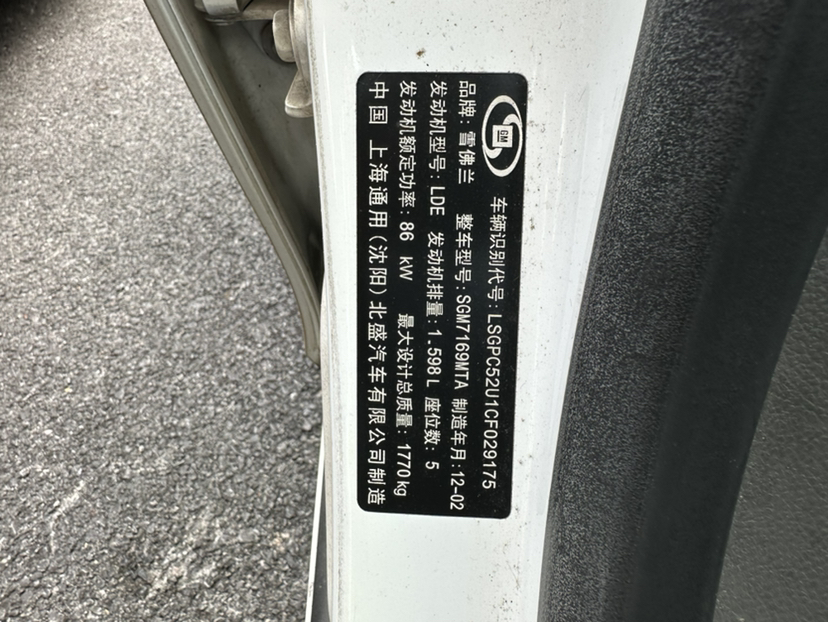 GM
车辆识别代号: LSGPC52U1CF029175
品牌: 雪佛兰 整车型号: SGM7169MTA 制造年月: 12-02
发动机型号: LDE 发动机排量: 1.598L 座位数: 5
发动机额定功率: 86 kW 最大设计总质量: 1770kg
中国 上海通用(沈阳)北盛汽车有限公司制造